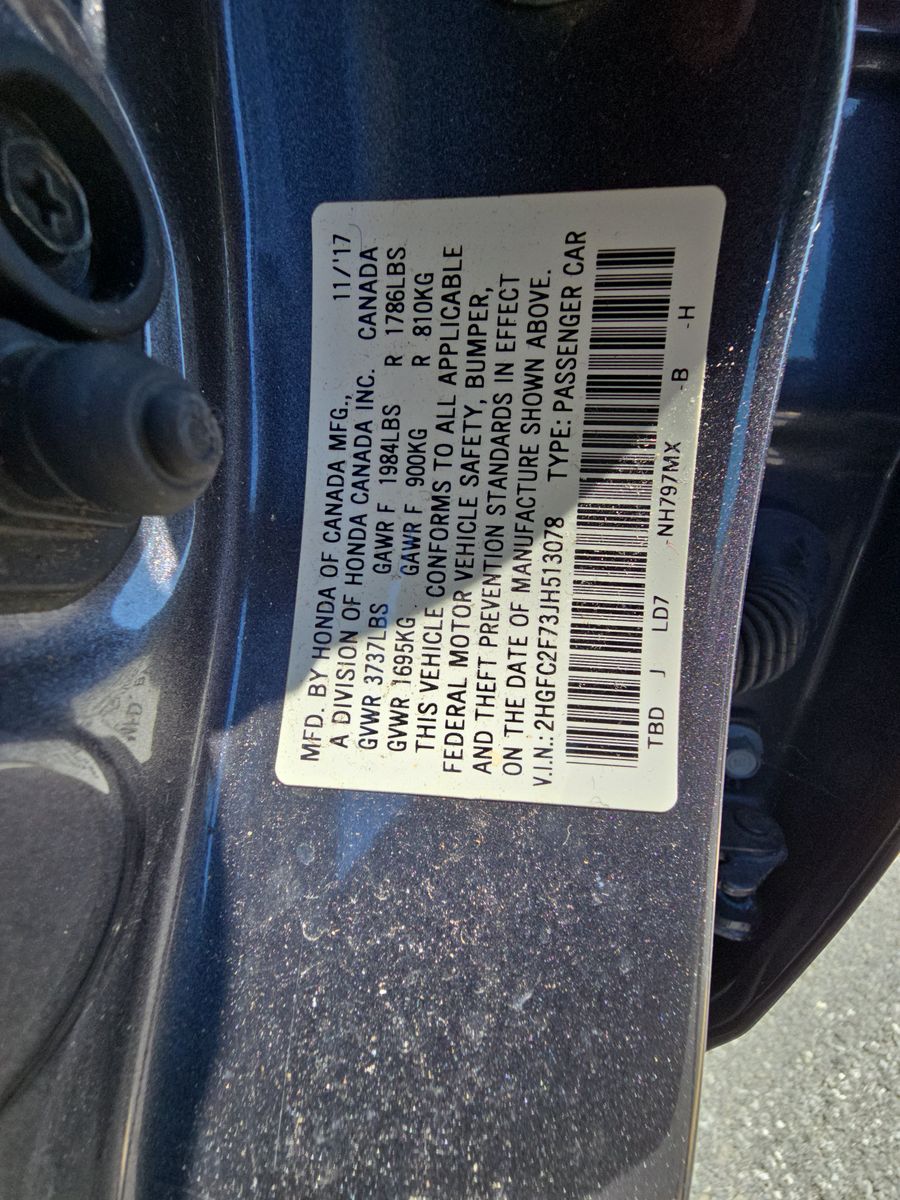 MFD. BY HONDA OF CANADA MFG., 11/'17
A DIVISION OF HONDA CANADA INC. CANADA
GVWR 3737LBS GAWR F 1984LBS R 1786LBS
GVWR 1695KG GAWR F 900KG R 810KG
THIS VEHICLE CONFORMS TO ALL APPLICABLE
FEDERAL MOTOR VEHICLE SAFETY, BUMPER,
AND THEFT PREVENTION STANDARDS IN EFFECT
ON THE DATE OF MANUFACTURE SHOWN ABOVE.
V.I.N.: 2HGFC2F73JH513078 TYPE: PASSENGER CAR
TBD J LD7 -NH797MX -B -H